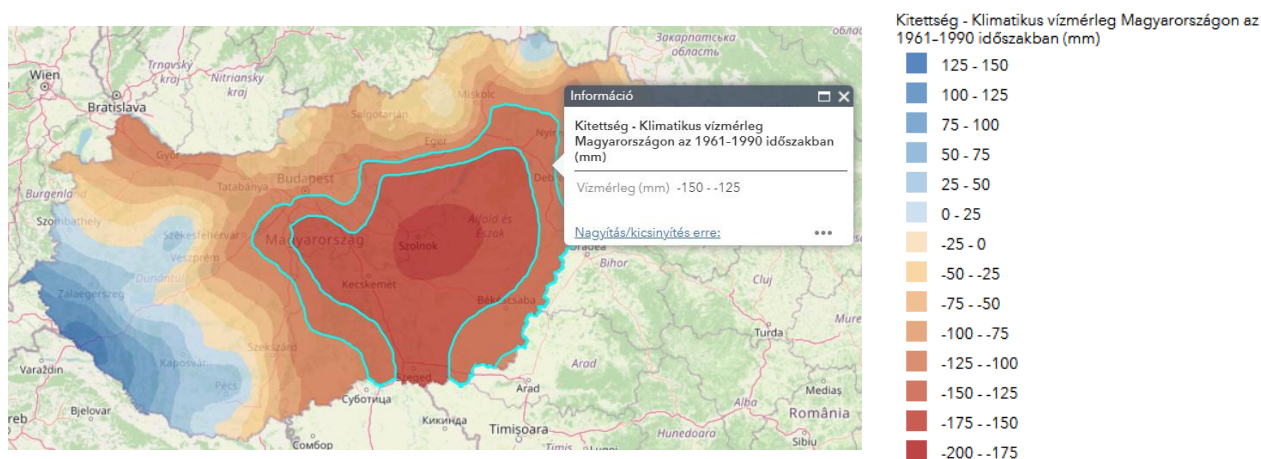 Kitettség - Klimatikus vízmérleg Magyarországon az
1961–1990 időszakban (mm)
125 - 150
100 - 125
75 - 100
50 - 75
25 - 50
0 - 25
-25 - 0
-50 - -25
-75 - -50
-100 - -75
-125 - -100
-150 - -125
-175 - -150
-200 - -175
Információ
Kitettség - Klimatikus vízmérleg
Magyarországon az 1961–1990 időszakban
(mm)
Vízmérleg (mm) -150 - -125
Nagyítás/kicsinyítés erre:
Закарпатська
область
Trnavský
kraj
Nitriansky
kraj
Wien
Bratislava
Miskolc
Salgótarján
Eger
Győr
Tatabánya
Budapest
Burgenland
Szombathely
Székesfehérvár
Veszprém
Magyarország
Szolnok
Alföld és
Észak
Dunántúl
Zalaegerszeg
Kecskemét
Békéscsaba
Oradea
Bihor
Cluj
Turda
Szekszárd
Kaposvár
Pécs
Szeged
Varaždin
Bjelovar
Суботица
Arad
Arad
Кикинда
Timișoara
Сомбор
Hunedoara
Alba
Mediaș
România
Sibiu